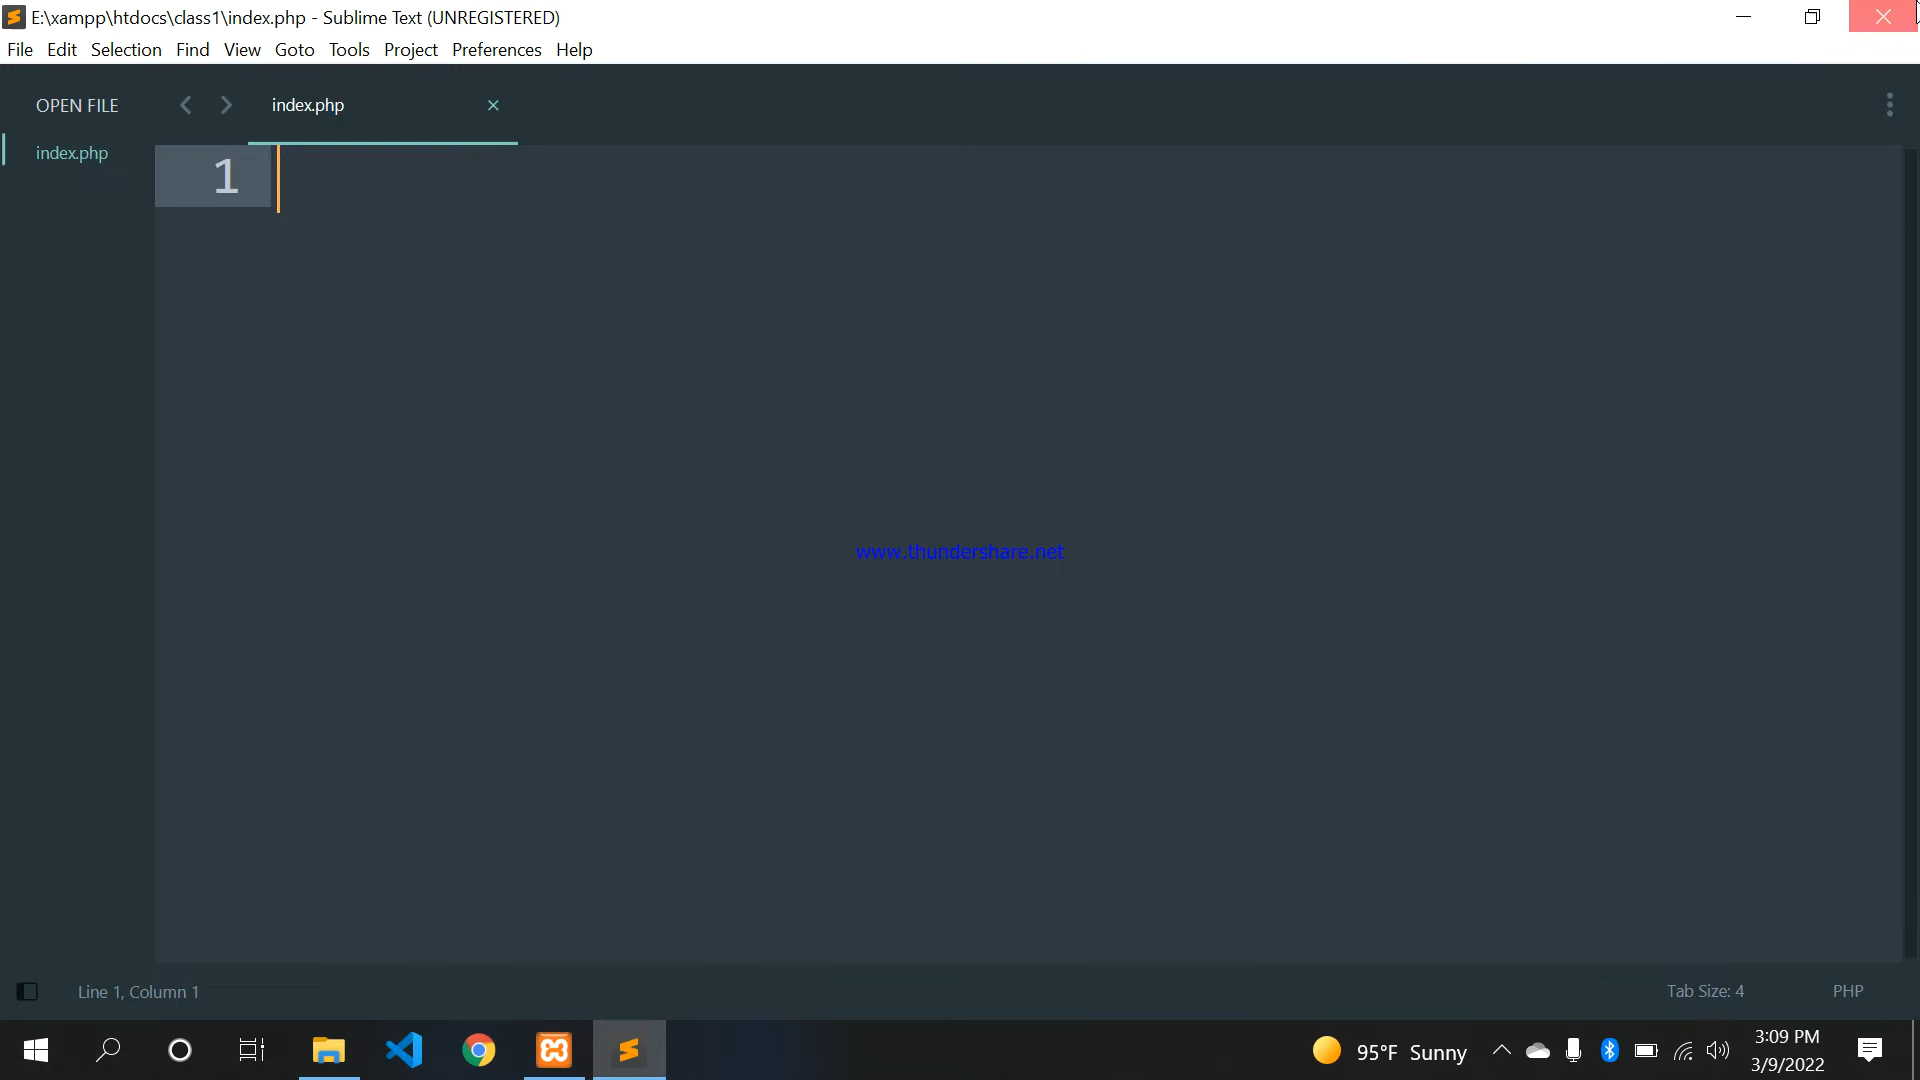 E:\xampp\htdocs\class1\index.php - Sublime Text (UNREGISTERED)
File Edit Selection Find View Goto Tools Project Preferences Help
OPEN FILE
index.php
index.php
1
www.thundershare.net
Line 1, Column 1
Tab Size: 4
PHP
95°F Sunny
3:09 PM
3/9/2022